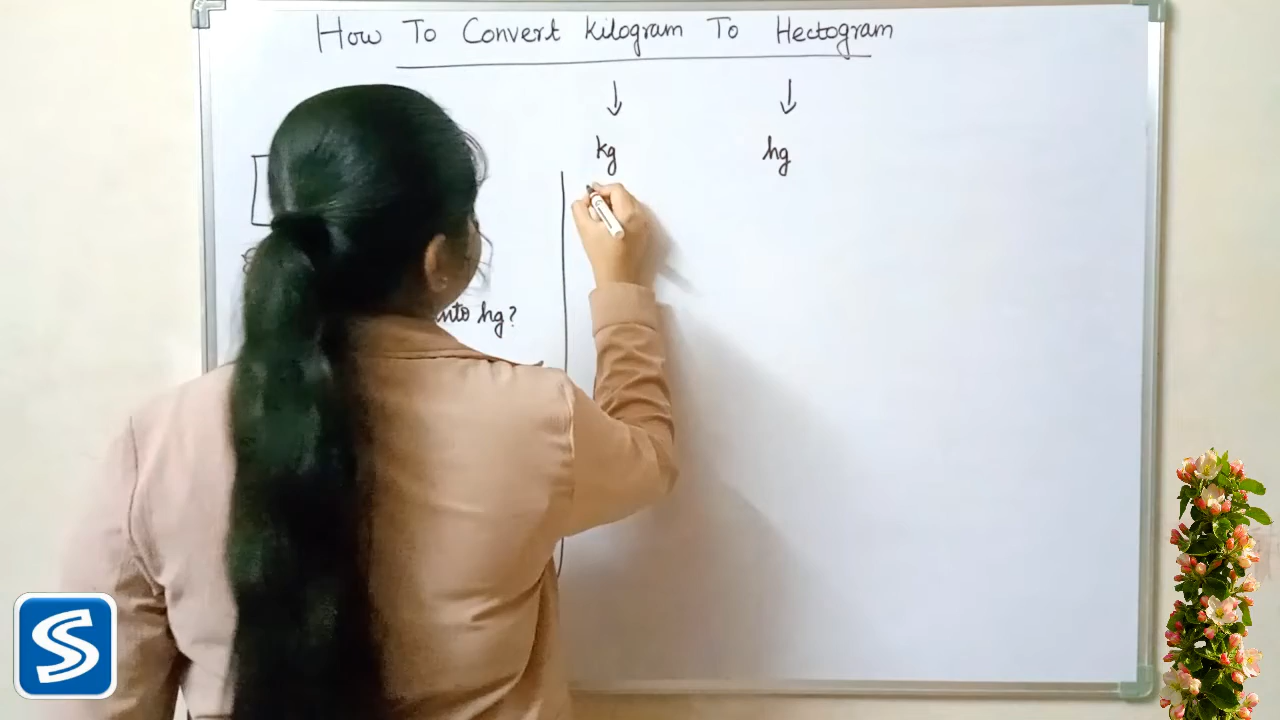 How To Convert Kilogram To Hectogram
↓ ↓
kg hg
into hg?